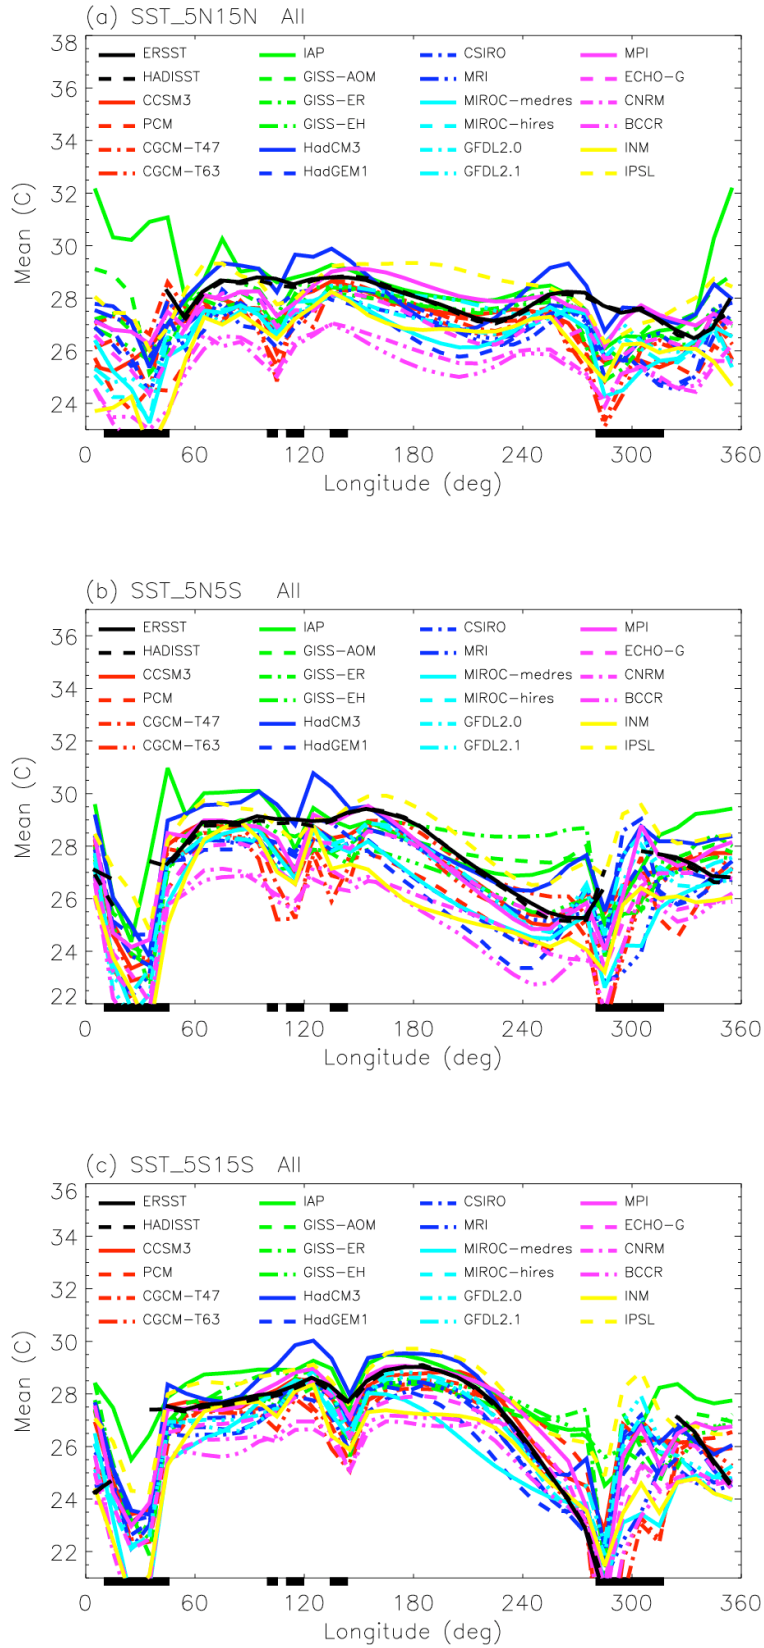 (a) SST_5N15N All
38
36
34
32
30
28
26
24
Mean (C)
ERSST IAP CSIRO MPI
HADISST GISS-AOM MRI ECHO-G
CCSM3 GISS-ER MIROC-medres CNRM
PCM GISS-EH MIROC-hires BCCR
CGCM-T47 HadCM3 GFDL2.0 INM
CGCM-T63 HadGEM1 GFDL2.1 IPSL
0 60 120 180 240 300 360
Longitude (deg)
(b) SST_5N5S All
36
34
32
30
28
26
24
22
Mean (C)
ERSST IAP CSIRO MPI
HADISST GISS-AOM MRI ECHO-G
CCSM3 GISS-ER MIROC-medres CNRM
PCM GISS-EH MIROC-hires BCCR
CGCM-T47 HadCM3 GFDL2.0 INM
CGCM-T63 HadGEM1 GFDL2.1 IPSL
0 60 120 180 240 300 360
Longitude (deg)
(c) SST_5S15S All
36
34
32
30
28
26
24
22
Mean (C)
ERSST IAP CSIRO MPI
HADISST GISS-AOM MRI ECHO-G
CCSM3 GISS-ER MIROC-medres CNRM
PCM GISS-EH MIROC-hires BCCR
CGCM-T47 HadCM3 GFDL2.0 INM
CGCM-T63 HadGEM1 GFDL2.1 IPSL
0 60 120 180 240 300 360
Longitude (deg)